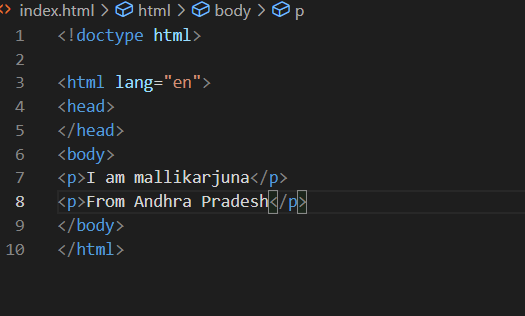 index.html > html > body > p
1 <!doctype html>
2
3 <html lang="en">
4 <head>
5 </head>
6 <body>
7 <p>I am mallikarjuna</p>
8 <p>From Andhra Pradesh</p>
9 </body>
10 </html>